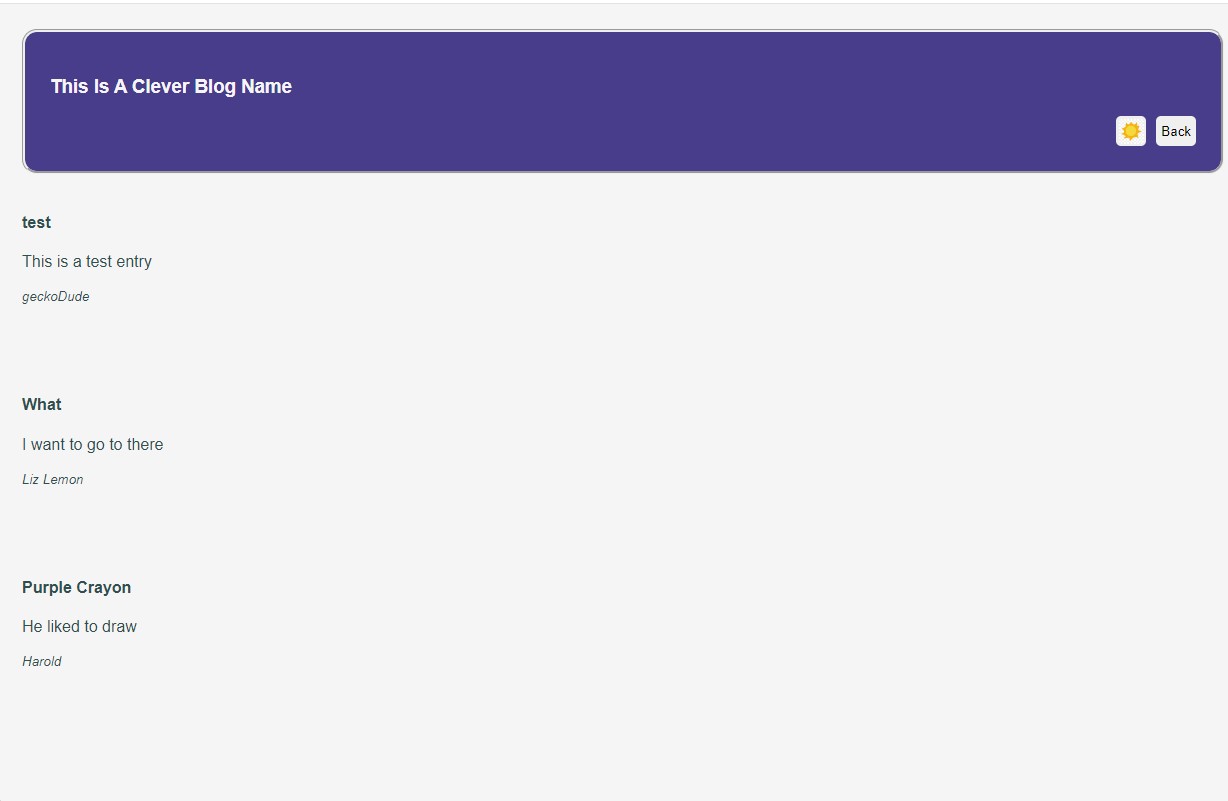 This Is A Clever Blog Name
Back
test
This is a test entry
geckoDude
What
I want to go to there
Liz Lemon
Purple Crayon
He liked to draw
Harold